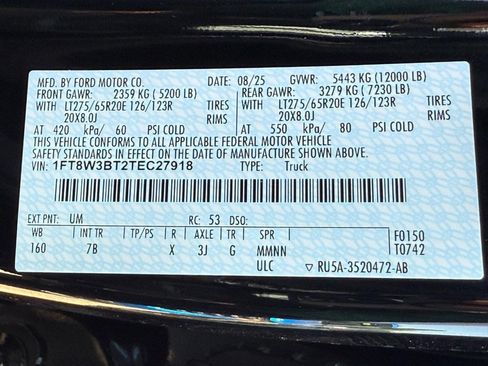 MFD. BY FORD MOTOR CO. DATE: 08/25 GVWR: 5443 KG (12000 LB)
FRONT GAWR: 2359 KG (5200 LB) REAR GAWR: 3279 KG (7230 LB)
WITH LT275/65R20E 126/123R TIRES WITH LT275/65R20E 126/123R TIRES
20X8.0J RIMS 20X8.0J RIMS
AT 420 kPa/ 60 PSI COLD AT 550 kPa/ 80 PSI COLD
THIS VEHICLE CONFORMS TO ALL APPLICABLE FEDERAL MOTOR VEHICLE
SAFETY STANDARDS IN EFFECT ON THE DATE OF MANUFACTURE SHOWN ABOVE.
VIN: 1FT8W3BT2TEC27918 TYPE: Truck
EXT PNT: UM RC: 53 DSO:
WB INT TR TP/PS R AXLE TR SPR F0150
160 7B X 3J G MMNN T0742
ULC RU5A-3520472-AB